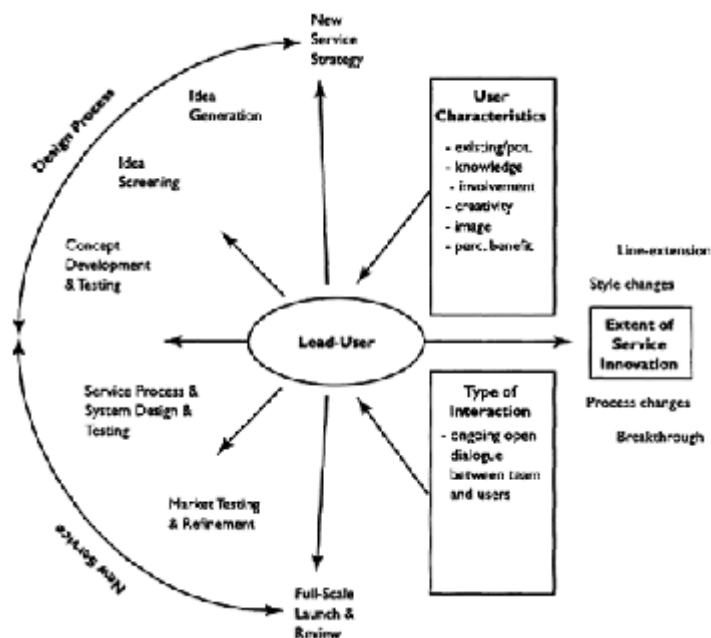 New
Service
Strategy
Design Process
Idea
Generation
Idea
Screening
Concept
Development
& Testing
User
Characteristics
- existing/pot.
- knowledge
- involvement
- creativity
- image
- perc. benefit
Line-extension
Style changes
Lead-User
Extent of
Service
Innovation
Process changes
Breakthrough
Service Process &
System Design &
Testing
Type of
Interaction
- ongoing open
dialogue
between team
and users
Market Testing
& Refinement
New Service
Full-Scale
Launch &
Review